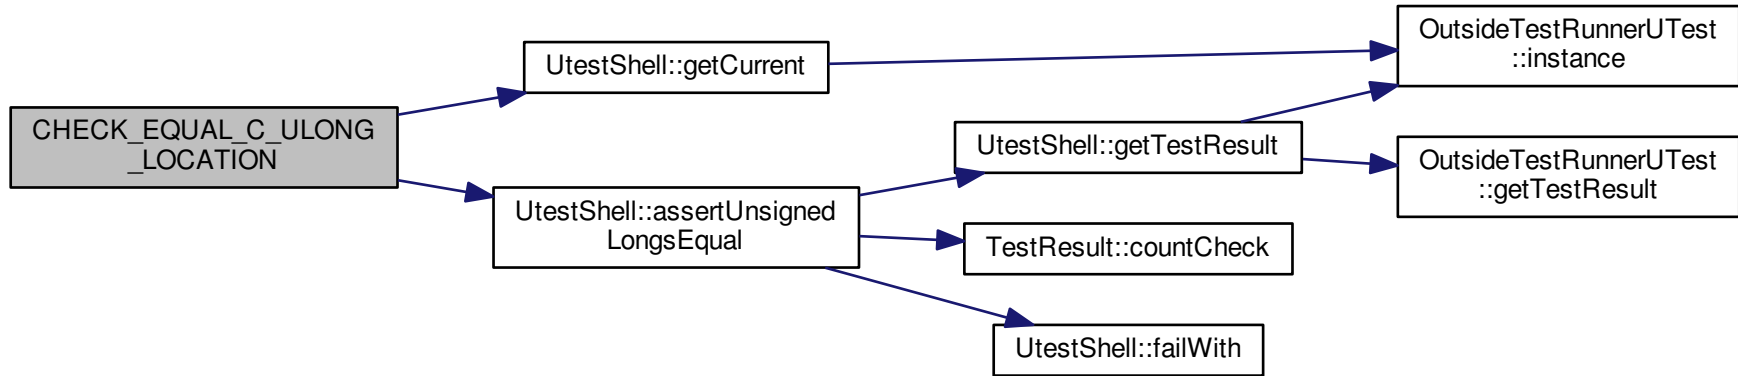 CHECK_EQUAL_C_ULONG
_LOCATION
UtestShell::getCurrent
UtestShell::assertUnsigned
LongsEqual
UtestShell::getTestResult
TestResult::countCheck
UtestShell::failWith
OutsideTestRunnerUTest
::instance
OutsideTestRunnerUTest
::getTestResult